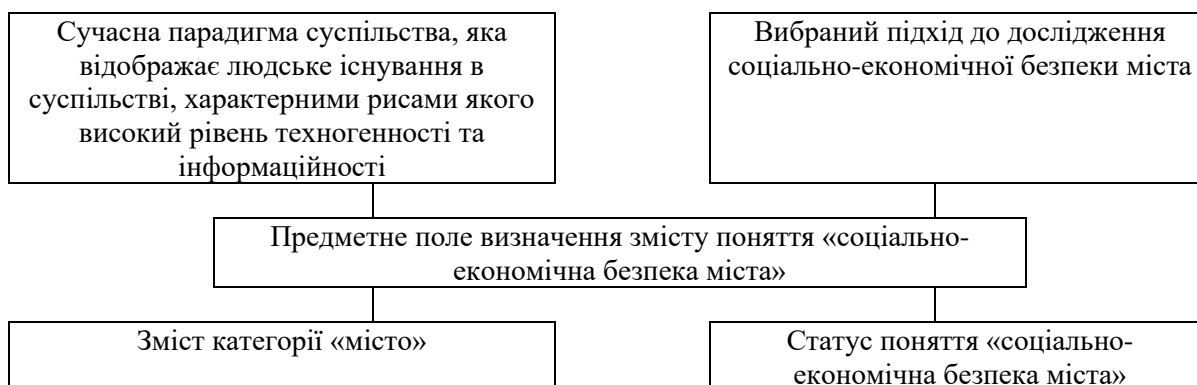 Сучасна парадигма суспільства, яка
відображає людське існування в
суспільстві, характерними рисами якого
високий рівень техногенності та
інформаційності
Вибраний підхід до дослідження
соціально-економічної безпеки міста
Предметне поле визначення змісту поняття «соціально-
економічна безпека міста»
Зміст категорії «місто»
Статус поняття «соціально-
економічна безпека міста»